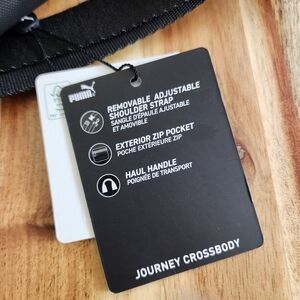 PUMA
REMOVABLE ADJUSTABLE
SHOULDER STRAP
SANGLE D'ÉPAULE AJUSTABLE
ET AMOVIBLE
EXTERIOR ZIP POCKET
POCHE EXTÉRIEURE ZIP
HAUL HANDLE
POIGNÉE DE TRANSPORT
JOURNEY CROSSBODY